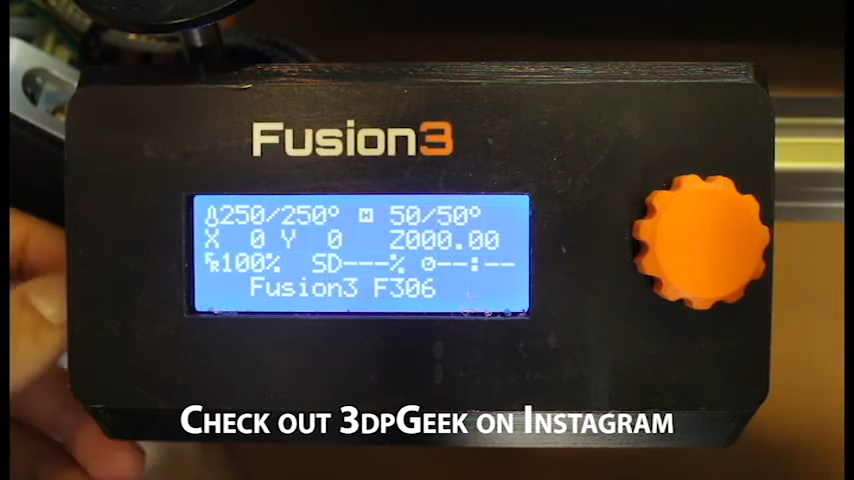 Fusion3
250/250° 50/50°
X 0 Y 0 Z000.00
100% SD---% --:--
Fusion3 F306
Check out 3dpGeek on Instagram